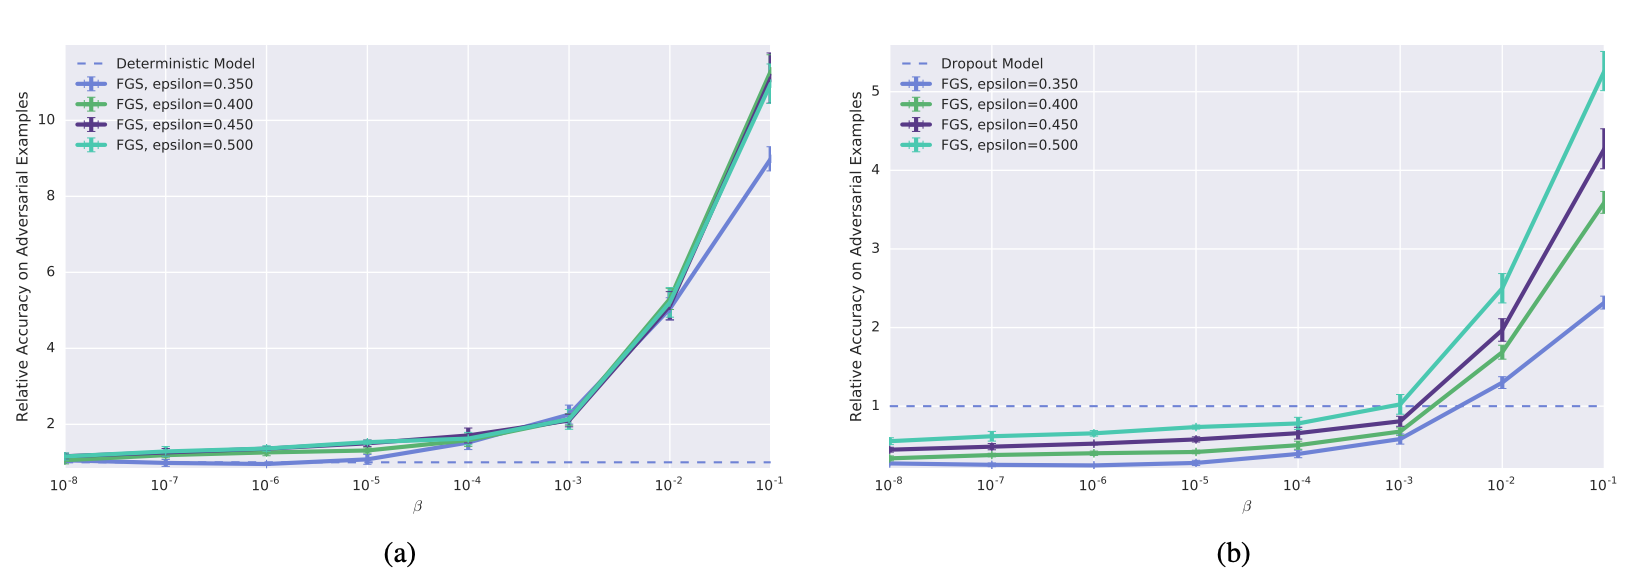 Relative Accuracy on Adversarial Examples
Deterministic Model
FGS, epsilon=0.350
FGS, epsilon=0.400
FGS, epsilon=0.450
FGS, epsilon=0.500
10
8
6
4
2
10⁻⁸ 10⁻⁷ 10⁻⁶ 10⁻⁵ 10⁻⁴ 10⁻³ 10⁻² 10⁻¹
β
(a)
Relative Accuracy on Adversarial Examples
Dropout Model
FGS, epsilon=0.350
FGS, epsilon=0.400
FGS, epsilon=0.450
FGS, epsilon=0.500
5
4
3
2
1
10⁻⁸ 10⁻⁷ 10⁻⁶ 10⁻⁵ 10⁻⁴ 10⁻³ 10⁻² 10⁻¹
β
(b)